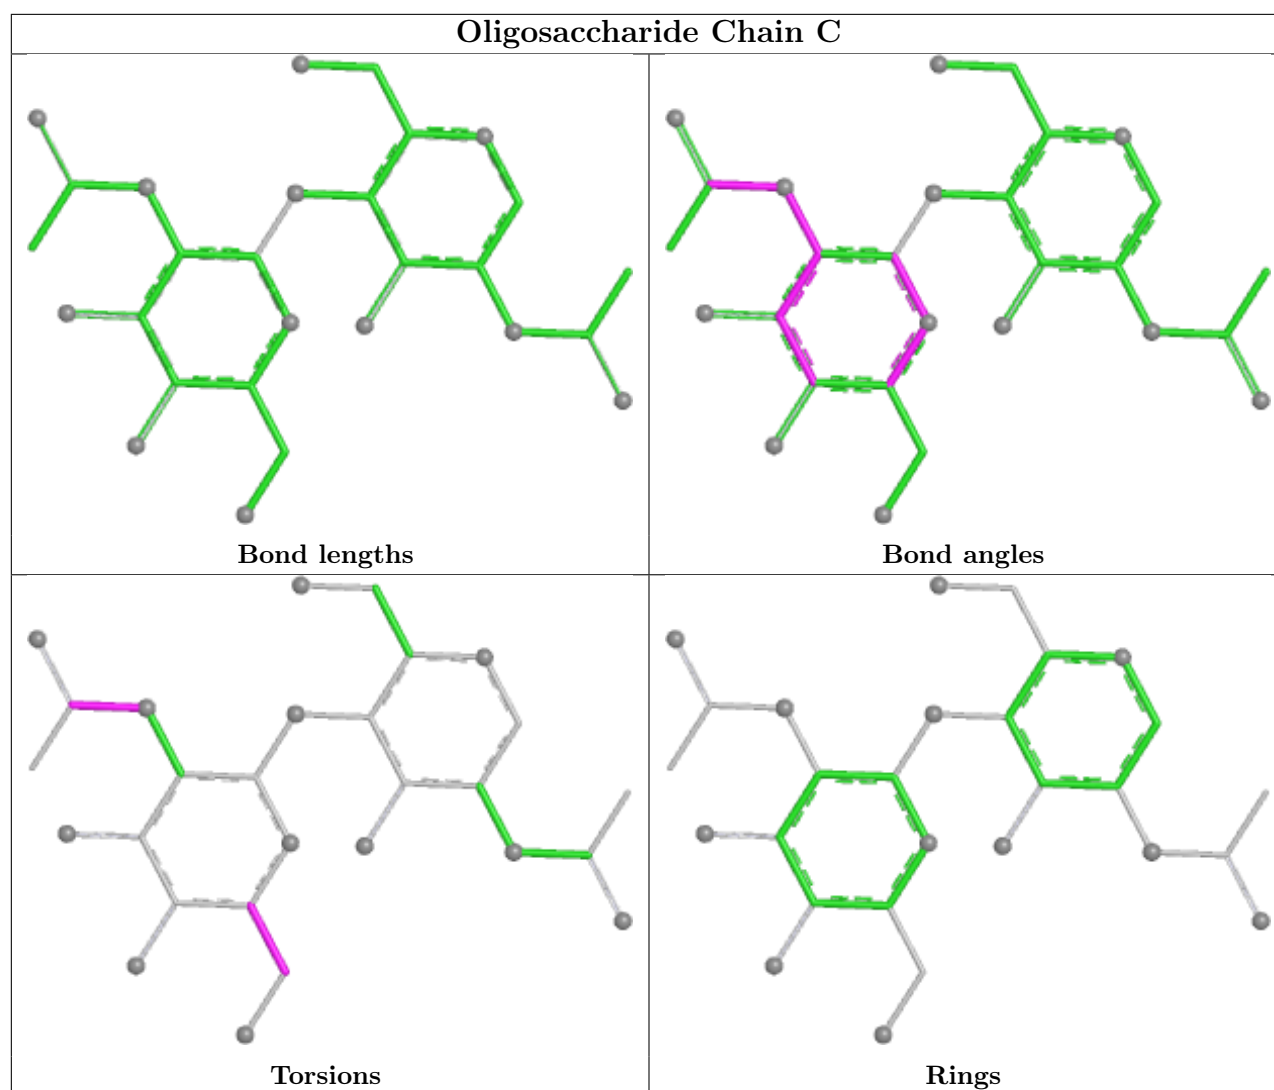 Oligosaccharide Chain C
Bond lengths
Bond angles
Torsions
Rings